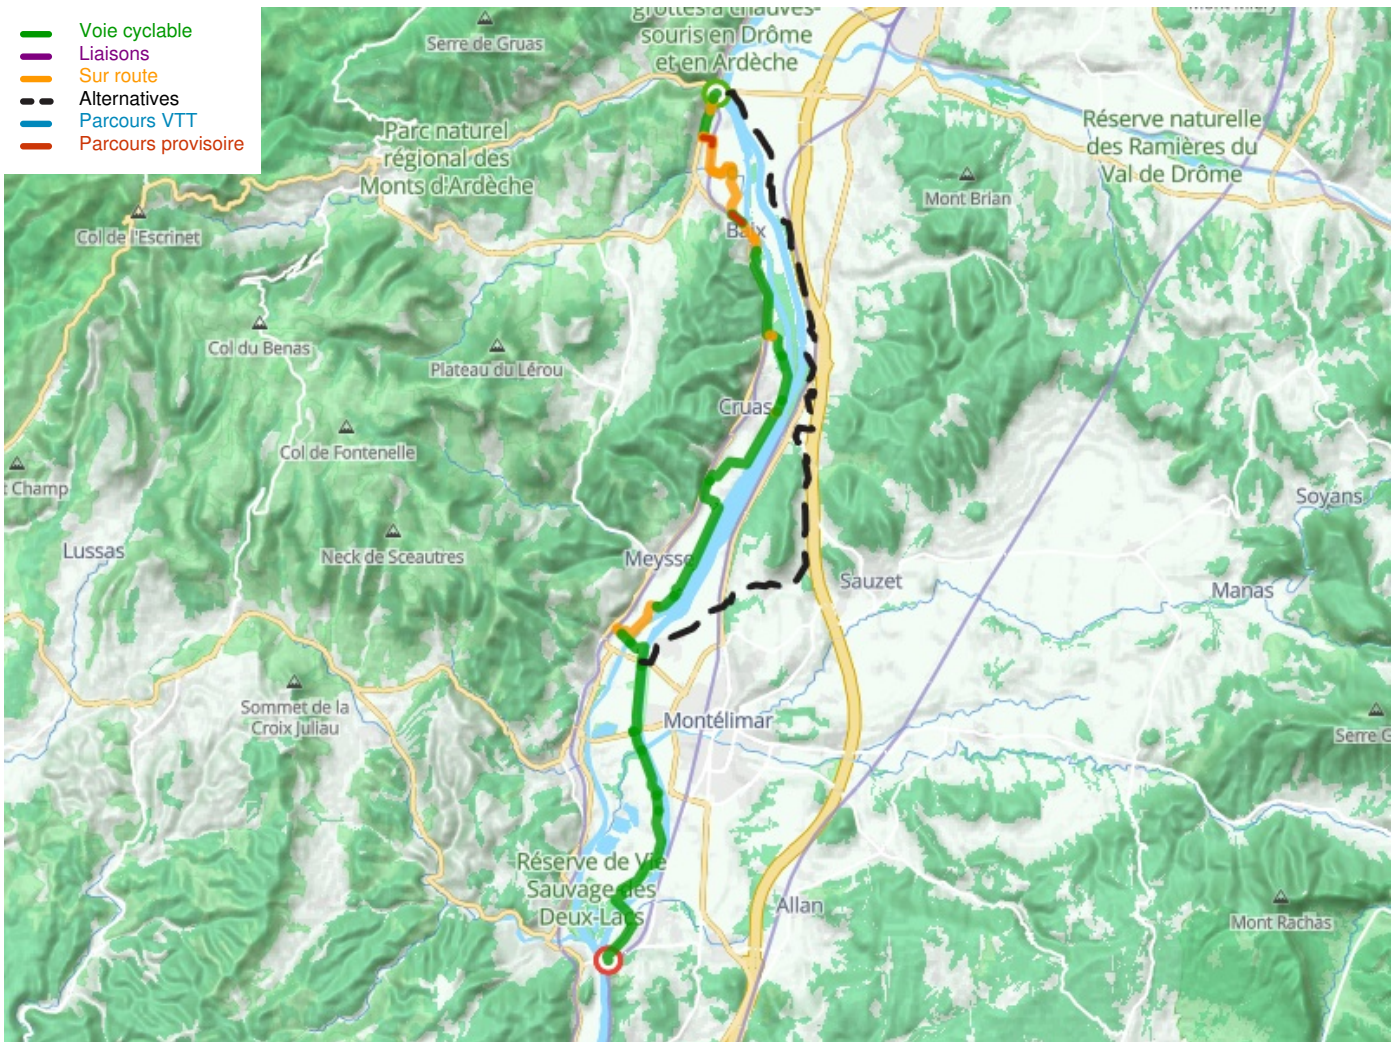 Voie cyclable
Liaisons
Sur route
Alternatives
Parcours VTT
Parcours provisoire
grottes à chauves-
souris en Drôme
et en Ardèche
Serre de Gruas
Parc naturel
régional des
Monts d'Ardèche
Réserve naturelle
des Ramières du
Val de Drôme
Mont Brian
Col de l'Escrinet
Baix
Col du Benas
Plateau du Lérou
Cruas
Col de Fontenelle
t Champ
Soyans
Lussas
Neck de Sceautres
Meysse
Sauzet
Manas
Sommet de la
Croix Juliau
Montélimar
Serre G
Réserve de Vie
Sauvage des
Deux-Lacs
Allan
Mont Rachas